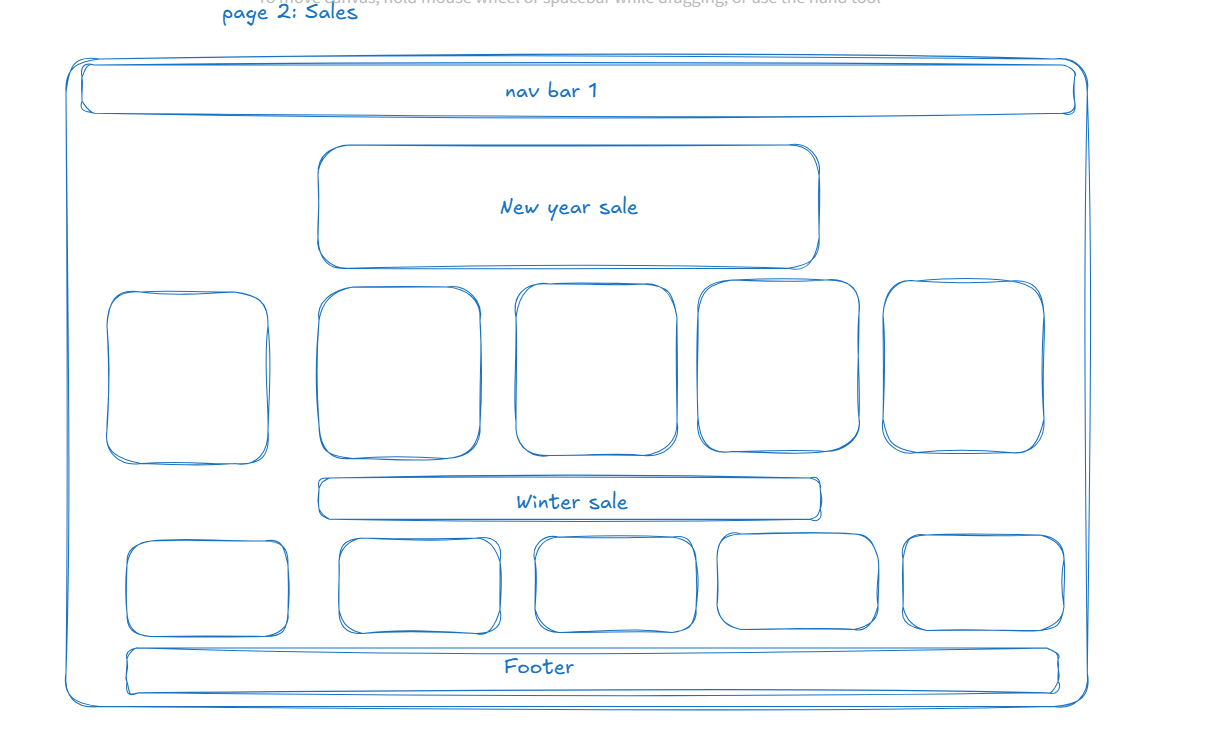 To move canvas, hold mouse wheel or spacebar while dragging, or use the hand tool
page 2: Sales
nav bar 1
New year sale
Winter sale
Footer